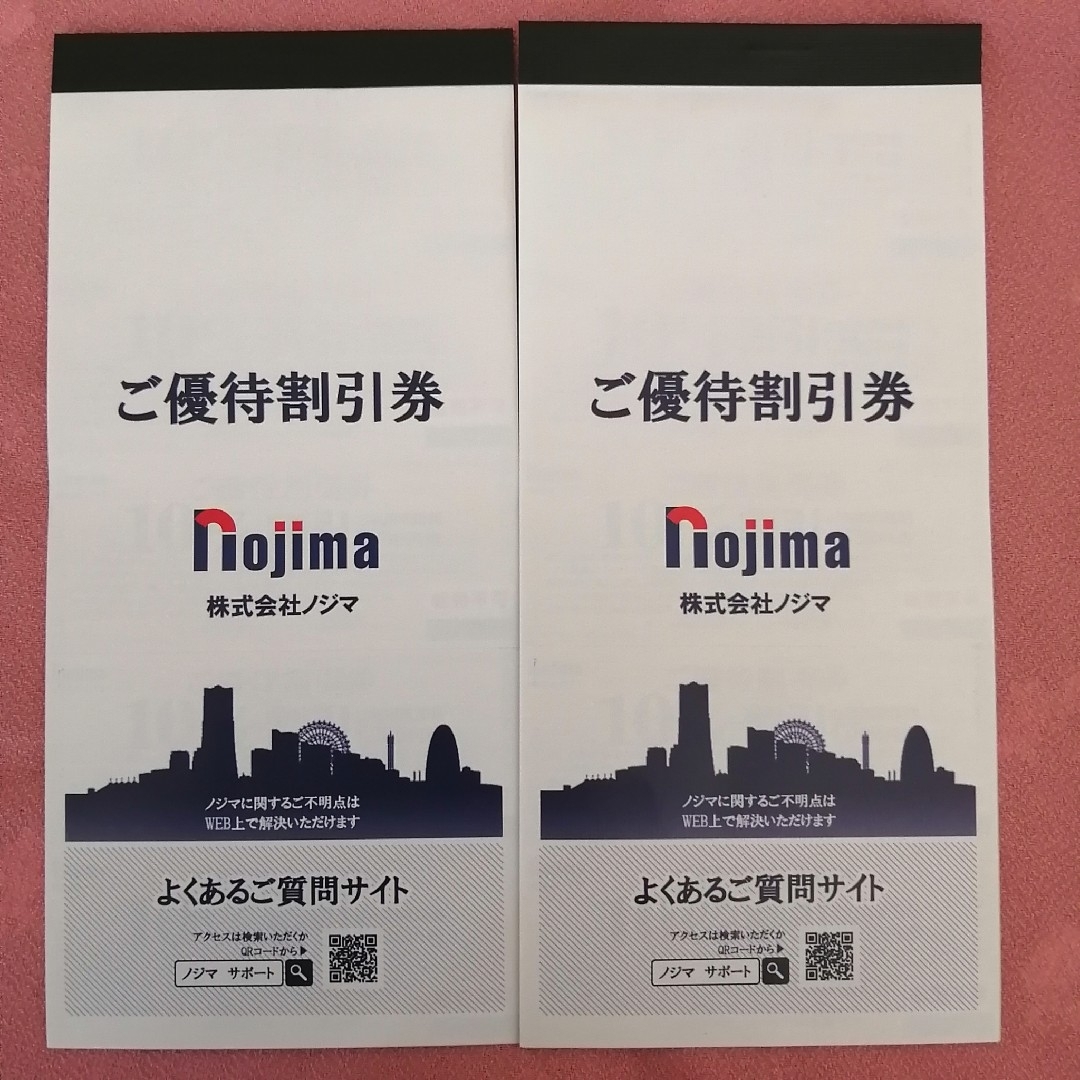 ご優待割引券
nojima
株式会社ノジマ
ノジマに関するご不明点は
WEB上で解決いただけます
よくあるご質問サイト
アクセスは検索いただくか
QRコードから▶
ノジマ サポート
ご優待割引券
nojima
株式会社ノジマ
ノジマに関するご不明点は
WEB上で解決いただけます
よくあるご質問サイト
アクセスは検索いただくか
QRコードから▶
ノジマ サポート